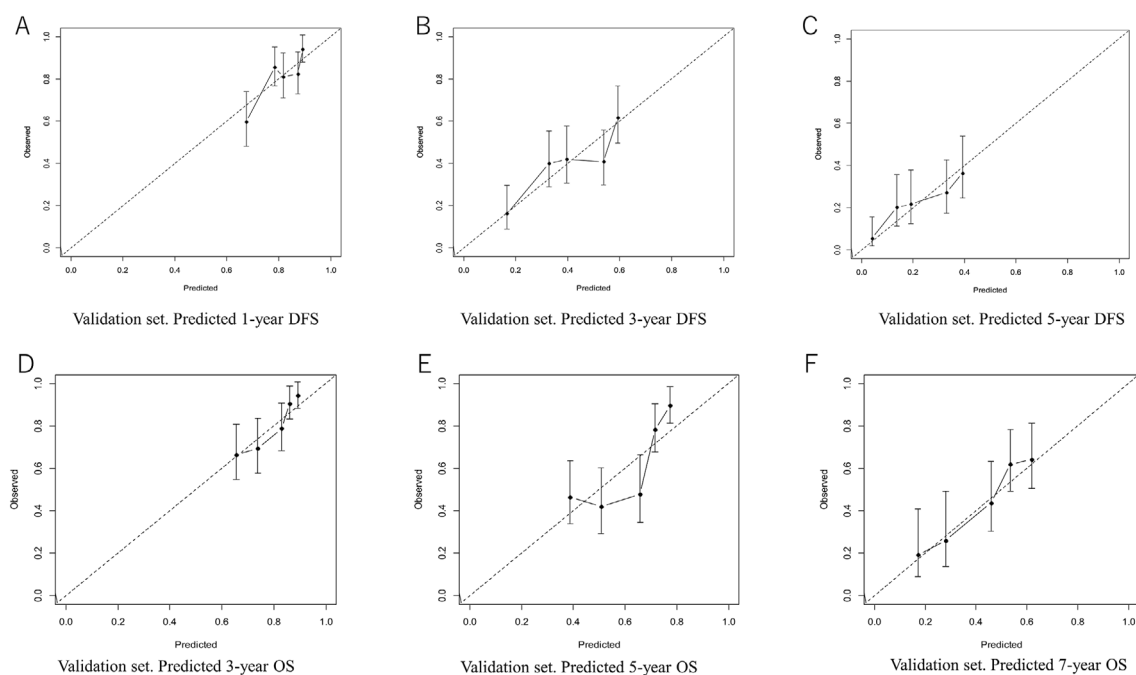 A
1.0
0.8
0.6
0.4
0.2
0.0
Observed
0.0 0.2 0.4 0.6 0.8 1.0
Predicted
Validation set. Predicted 1-year DFS
B
1.0
0.8
0.6
0.4
0.2
0.0
Observed
0.0 0.2 0.4 0.6 0.8 1.0
Predicted
Validation set. Predicted 3-year DFS
C
1.0
0.8
0.6
0.4
0.2
0.0
Observed
0.0 0.2 0.4 0.6 0.8 1.0
Predicted
Validation set. Predicted 5-year DFS
D
1.0
0.8
0.6
0.4
0.2
0.0
Observed
0.0 0.2 0.4 0.6 0.8 1.0
Predicted
Validation set. Predicted 3-year OS
E
1.0
0.8
0.6
0.4
0.2
0.0
Observed
0.0 0.2 0.4 0.6 0.8 1.0
Predicted
Validation set. Predicted 5-year OS
F
1.0
0.8
0.6
0.4
0.2
0.0
Observed
0.0 0.2 0.4 0.6 0.8 1.0
Predicted
Validation set. Predicted 7-year OS